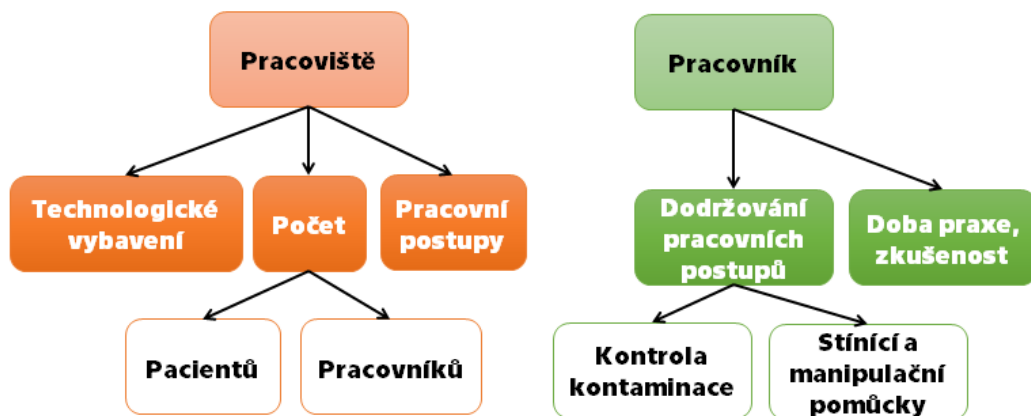 Pracoviště
Pracovník
Technologické
vybavení
Počet
Pracovní
postupy
Dodržování
pracovních
postupů
Doba praxe,
zkušenost
Pacientů
Pracovníků
Kontrola
kontaminace
Stínící a
manipulační
pomůcky